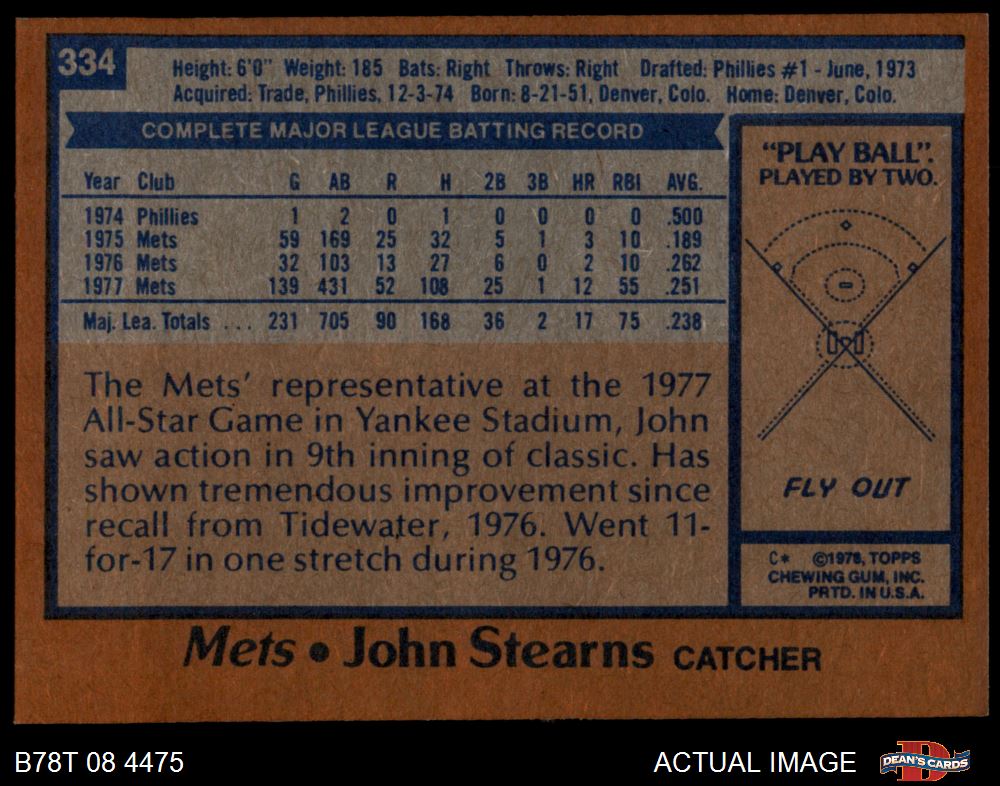 334
Height: 6'0" Weight: 185 Bats: Right Throws: Right Drafted: Phillies #1 - June, 1973
Acquired: Trade, Phillies, 12-3-74 Born: 8-21-51, Denver, Colo. Home: Denver, Colo.
COMPLETE MAJOR LEAGUE BATTING RECORD
Year Club G AB R H 2B 3B HR RBI AVG.
1974 Phillies 1 2 0 1 0 0 0 0 .500
1975 Mets 59 169 25 32 5 1 3 10 .189
1976 Mets 32 103 13 27 6 0 2 10 .262
1977 Mets 139 431 52 108 25 1 12 55 .251
Maj. Lea. Totals ... 231 705 90 168 36 2 17 75 .238
The Mets' representative at the 1977
All-Star Game in Yankee Stadium, John
saw action in 9th inning of classic. Has
shown tremendous improvement since
recall from Tidewater, 1976. Went 11-
for-17 in one stretch during 1976.
"PLAY BALL".
PLAYED BY TWO.
FLY OUT
C* ©1978, TOPPS
CHEWING GUM, INC.
PRTD. IN U.S.A.
Mets • John Stearns CATCHER
B78T 08 4475
ACTUAL IMAGE
D
DEAN'S CARDS